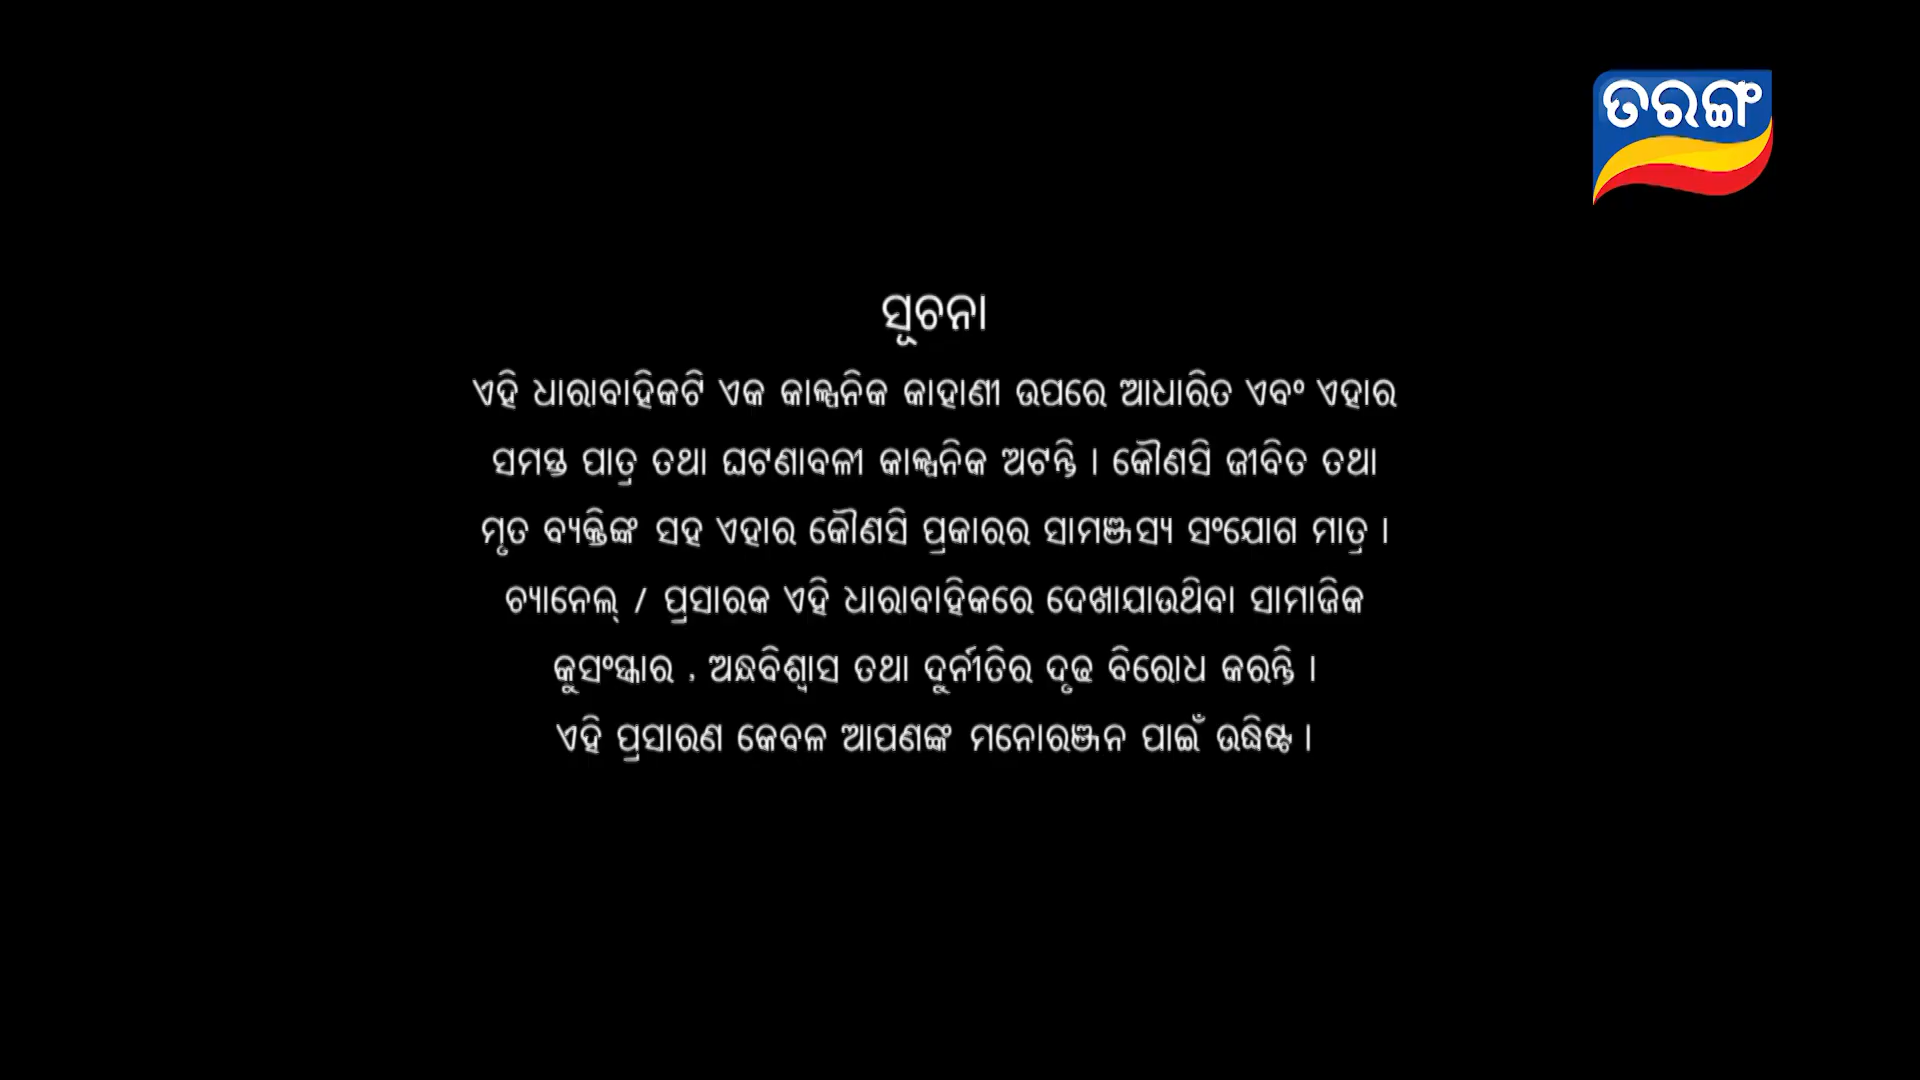 ତରଙ୍ଗ
ସୂଚନା
ଏହି ଧାରାବାହିକଟି ଏକ କାଳ୍ପନିକ କାହାଣୀ ଉପରେ ଆଧାରିତ ଏବଂ ଏହାର
ସମସ୍ତ ପାତ୍ର ତଥା ଘଟଣାବଳୀ କାଳ୍ପନିକ ଅଟନ୍ତି । କୌଣସି ଜୀବିତ ତଥା
ମୃତ ବ୍ୟକ୍ତିଙ୍କ ସହ ଏହାର କୌଣସି ପ୍ରକାରର ସାମଞ୍ଜସ୍ୟ ସଂଯୋଗ ମାତ୍ର ।
ଚ୍ୟାନେଲ୍ / ପ୍ରସାରକ ଏହି ଧାରାବାହିକରେ ଦେଖାଯାଉଥିବା ସାମାଜିକ
କୁସଂସ୍କାର , ଅନ୍ଧବିଶ୍ୱାସ ତଥା ଦୁର୍ନୀତିର ଦୃଢ ବିରୋଧ କରନ୍ତି ।
ଏହି ପ୍ରସାରଣ କେବଳ ଆପଣଙ୍କ ମନୋରଞ୍ଜନ ପାଇଁ ଉଦ୍ଧିଷ୍ଟ ।